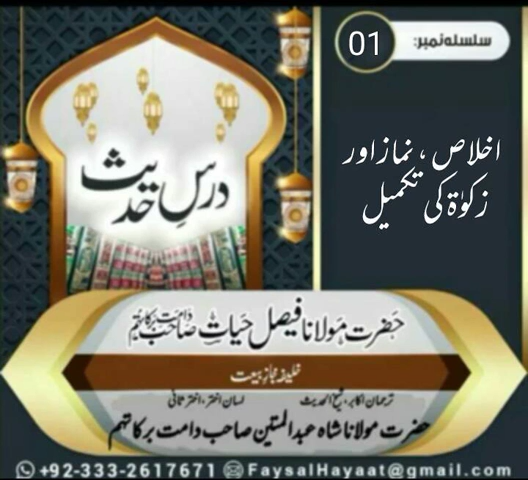 سلسلہ نمبر: 01
اخلاص، نماز اور
زکوٰۃ کی تکمیل
درسِ حدیث
حضرت مولانا فیصل حیات صاحب دامت برکاتہم
خلیفہ مجاز بیعت
ترجمان اکابر، شیخ الحدیث لسان اختر، اختر ثانی
حضرت مولانا شاہ عبد المتین صاحب دامت برکاتہم
+92-333-2617671 FaysalHayaat@gmail.com